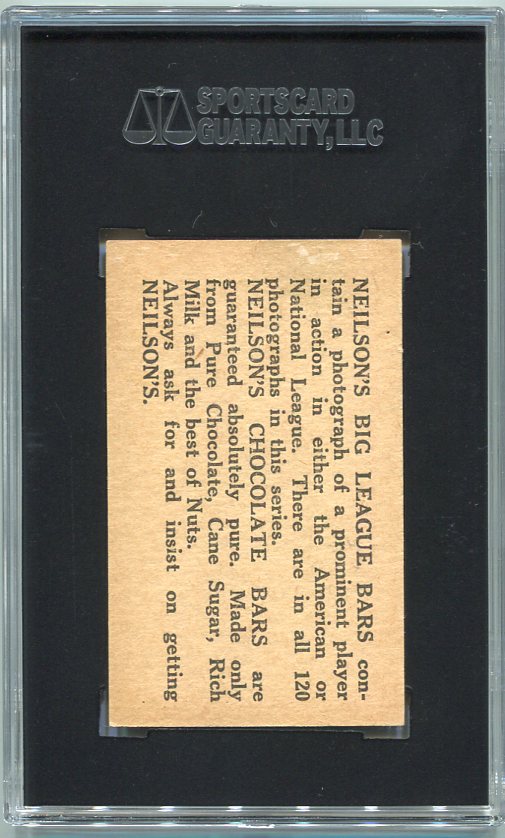 SPORTSCARD
GUARANTY, LLC
NEILSON'S BIG LEAGUE BARS con-
tain a photograph of a prominent player
in action in either the American or
National League. There are in all 120
photographs in this series.
NEILSON'S CHOCOLATE BARS are
guaranteed absolutely pure. Made only
from Pure Chocolate, Cane Sugar, Rich
Milk and the best of Nuts.
Always ask for and insist on getting
NEILSON'S.